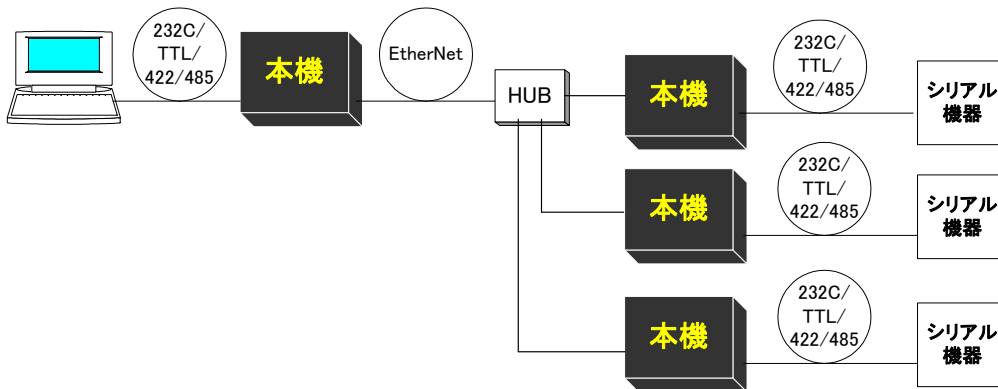 232C/
TTL/
422/485
本機
EtherNet
HUB
本機
232C/
TTL/
422/485
シリアル
機器
本機
232C/
TTL/
422/485
シリアル
機器
本機
232C/
TTL/
422/485
シリアル
機器